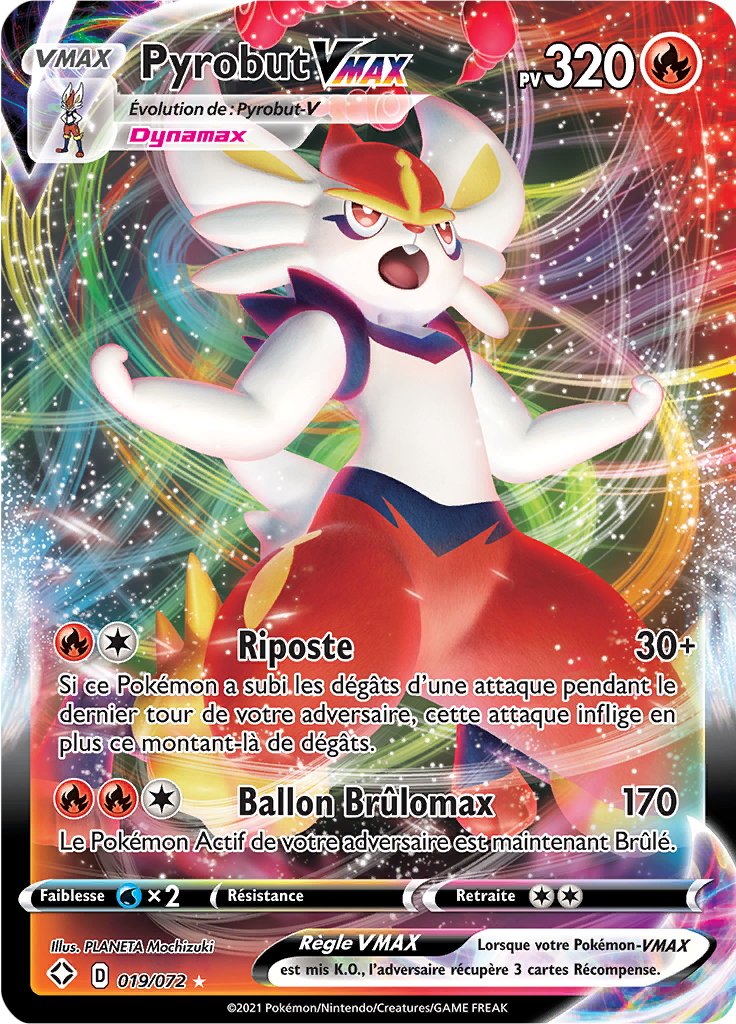 VMAX
Pyrobut VMAX
PV 320
Évolution de : Pyrobut-V
Dynamax
Riposte 30+
Si ce Pokémon a subi les dégâts d'une attaque pendant le
dernier tour de votre adversaire, cette attaque inflige en
plus ce montant-là de dégâts.
Ballon Brûlomax 170
Le Pokémon Actif de votre adversaire est maintenant Brûlé.
Faiblesse ×2 Résistance Retraite
Illus. PLANETA Mochizuki
Règle VMAX Lorsque votre Pokémon-VMAX
est mis K.O., l'adversaire récupère 3 cartes Récompense.
D 019/072 ★
©2021 Pokémon/Nintendo/Creatures/GAME FREAK